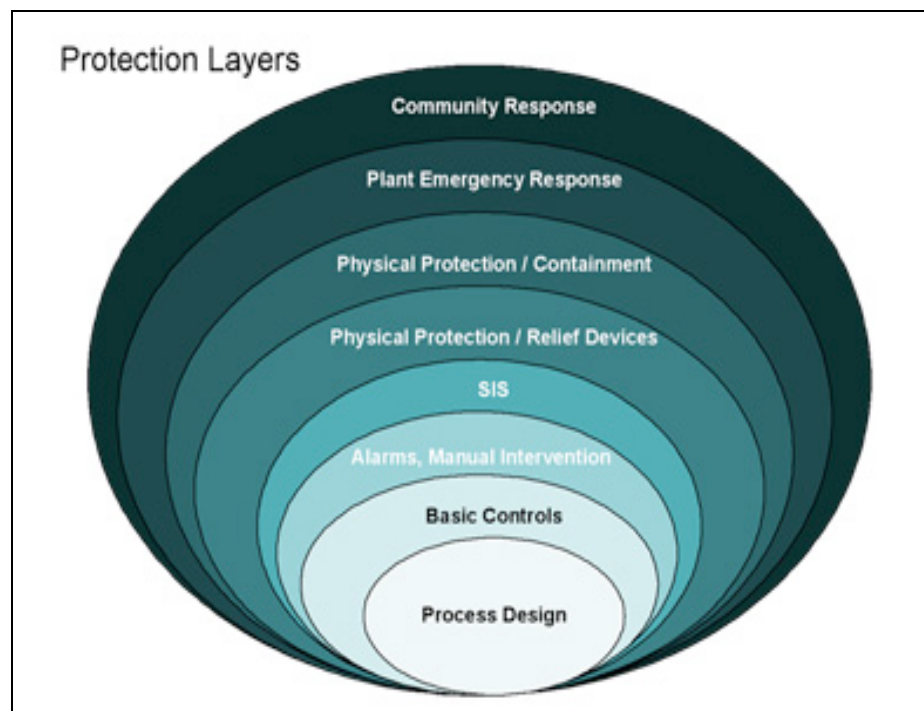 Protection Layers
Community Response
Plant Emergency Response
Physical Protection / Containment
Physical Protection / Relief Devices
SIS
Alarms, Manual Intervention
Basic Controls
Process Design